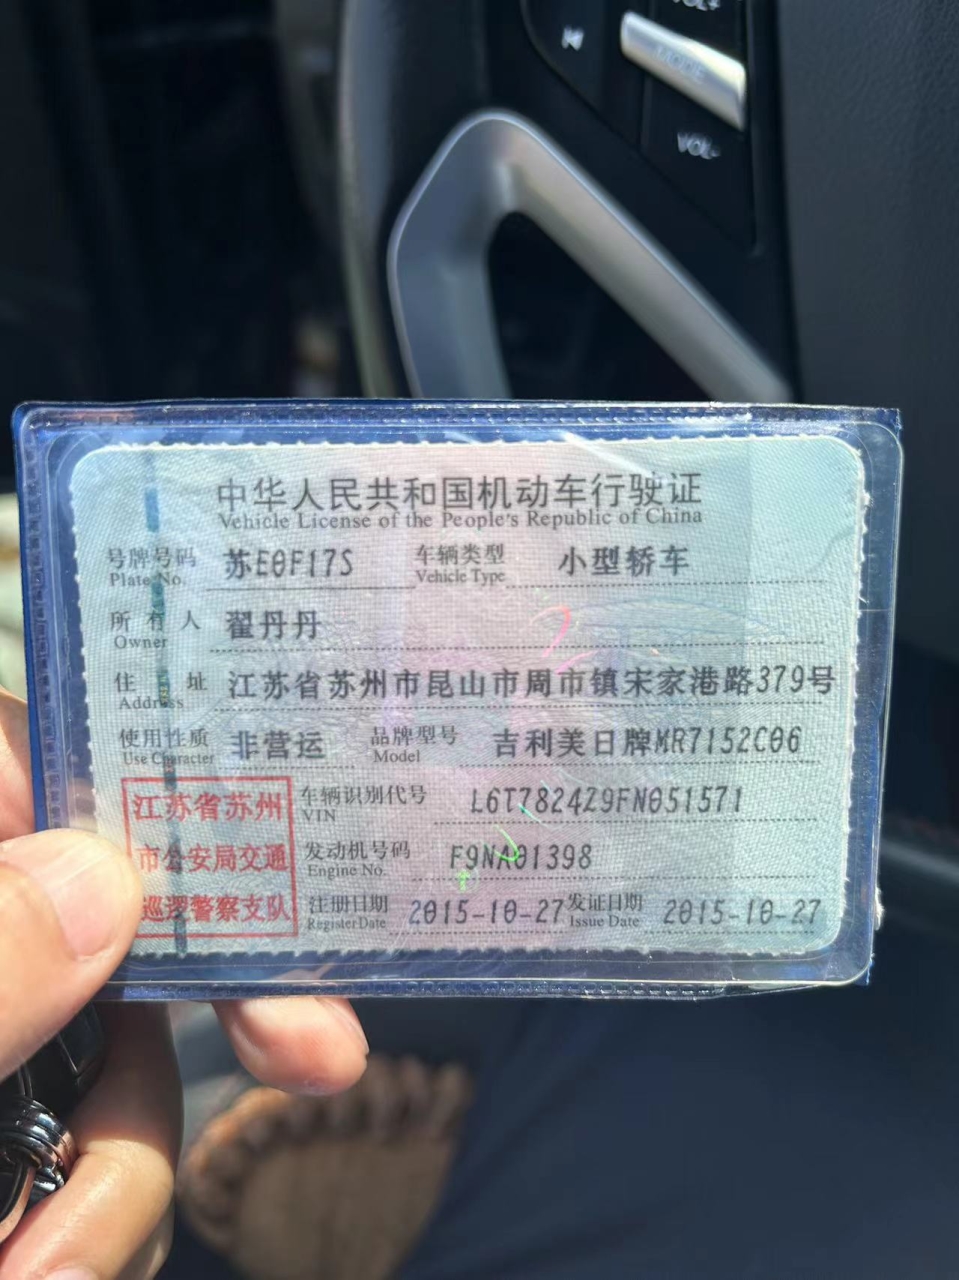 VOL+
MODE
VOL-
中华人民共和国机动车行驶证
Vehicle License of the People's Republic of China
号牌号码 苏E0F17S 车辆类型 小型轿车
Plate No. Vehicle Type
所有人 翟丹丹
Owner
住址 江苏省苏州市昆山市周市镇宋家港路379号
Address
使用性质 非营运 品牌型号 吉利美日牌MR7152C06
Use Character Model
江苏省苏州 车辆识别代号 L6T7824Z9FN051571
VIN
市公安局交通 发动机号码 F9NA01398
Engine No.
巡逻警察支队 注册日期 2015-10-27 发证日期 2015-10-27
Register Date Issue Date